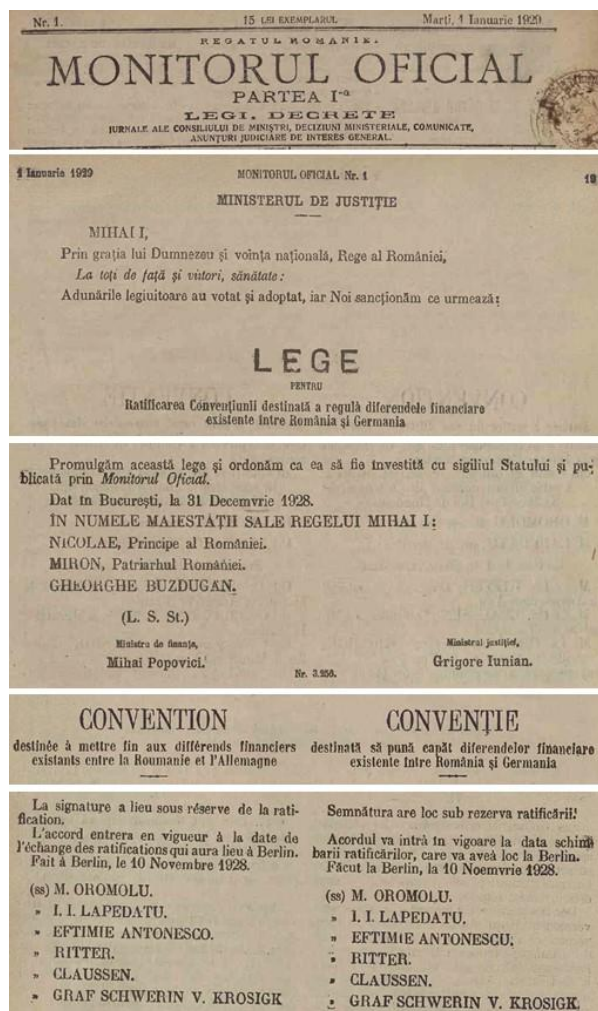 Nr. 1.
15 LEI EXEMPLARUL
Marți, 1 Ianuarie 1929
REGATUL ROMÂNIEI.
MONITORUL OFICIAL
PARTEA I-a
LEGI, DECRETE
JURNALE ALE CONSILIULUI DE MINIȘTRI, DECIZIUNI MINISTERIALE, COMUNICATE,
ANUNȚURI JUDICIARE DE INTERES GENERAL.
1 Ianuarie 1929
MONITORUL OFICIAL Nr. 1
19
MINISTERUL DE JUSTIȚIE
MIHAI I,
Prin grația lui Dumnezeu și voința națională, Rege al României,
La toți de față și viitori, sănătate:
Adunările legiuitoare au votat și adoptat, iar Noi sancționăm ce urmează:
LEGE
PENTRU
Ratificarea Convențiunii destinată a regulà diferendele financiare
existente între România și Germania
Promulgăm această lege și ordonăm ca ea să fie învestită cu sigiliul Statului și pu-
blicată prin Monitorul Oficial.
Dat în București, la 31 Decemvrie 1928.
ÎN NUMELE MAIESTĂȚII SALE REGELUI MIHAI I:
NICOLAE, Principe al României.
MIRON, Patriarhul României.
GHEORGHE BUZDUGAN.
(L. S. St.)
Ministru de finanțe,
Mihai Popovici.
Ministrul justiției,
Grigore Iunian.
Nr. 3.256.
CONVENTION
destinée à mettre fin aux différends financiers
existants entre la Roumanie et l'Allemagne
CONVENȚIE
destinată să pună capăt diferendelor financiare
existente între România și Germania
La signature a lieu sous réserve de la rati-
fication.
L'accord entrera en vigueur à la date de
l'échange des ratifications qui aura lieu à Berlin.
Fait à Berlin, le 10 Novembre 1928.
(ss) M. OROMOLU.
» I. I. LAPEDATU.
» EFTIMIE ANTONESCO.
» RITTER.
» CLAUSSEN.
» GRAF SCHWERIN V. KROSIGK
Semnătura are loc sub rezerva ratificării.
Acordul va intrà în vigoare la data schim-
bării ratificărilor, care va aveà loc la Berlin.
Făcut la Berlin, la 10 Noemvrie 1928.
(ss) M. OROMOLU.
» I. I. LAPEDATU.
» EFTIMIE ANTONESCU.
» RITTER.
» CLAUSSEN.
» GRAF SCHWERIN V. KROSIGK.